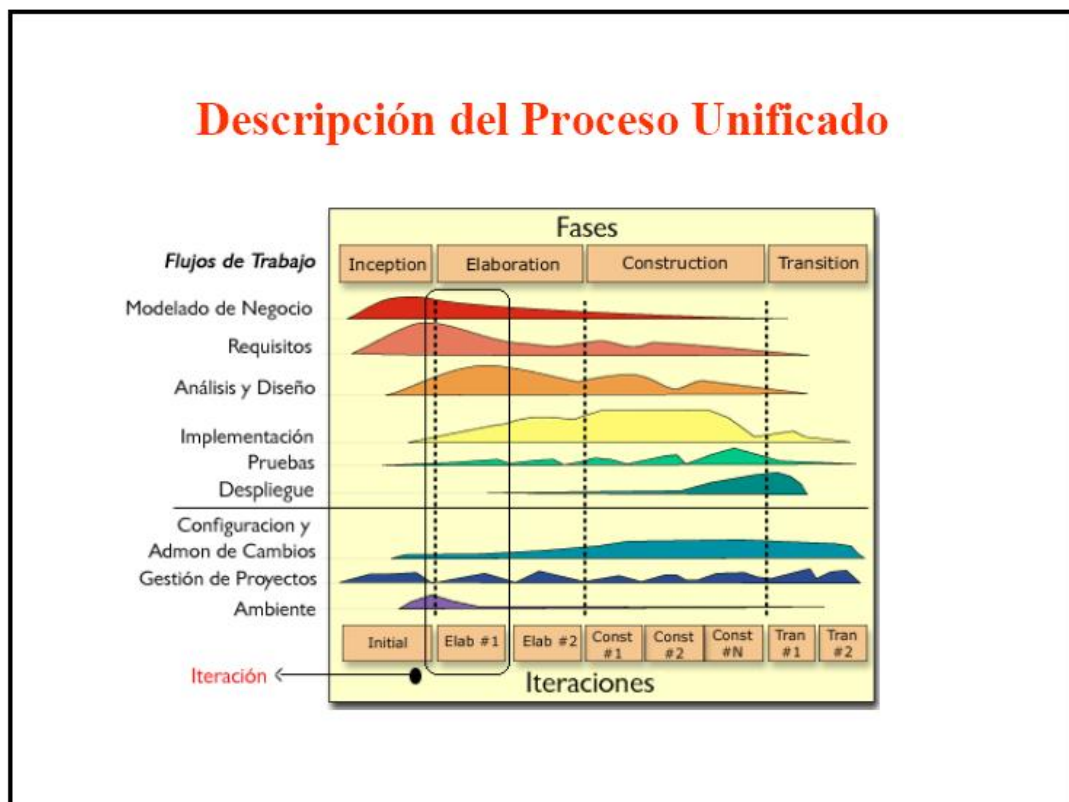 Descripción del Proceso Unificado
Fases
Flujos de Trabajo
Inception
Elaboration
Construction
Transition
Modelado de Negocio
Requisitos
Análisis y Diseño
Implementación
Pruebas
Despliegue
Configuracion y
Admon de Cambios
Gestión de Proyectos
Ambiente
Initial
Elab #1
Elab #2
Const
#1
Const
#2
Const
#N
Tran
#1
Tran
#2
Iteración
Iteraciones